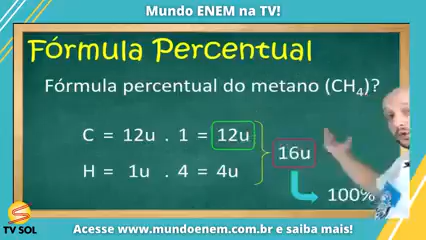 Mundo ENEM na TV!
Fórmula Percentual
Fórmula percentual do metano (CH₄)?
C = 12u . 1 = 12u
H = 1u . 4 = 4u
16u
100%
TV SOL
Acesse www.mundoenem.com.br e saiba mais!